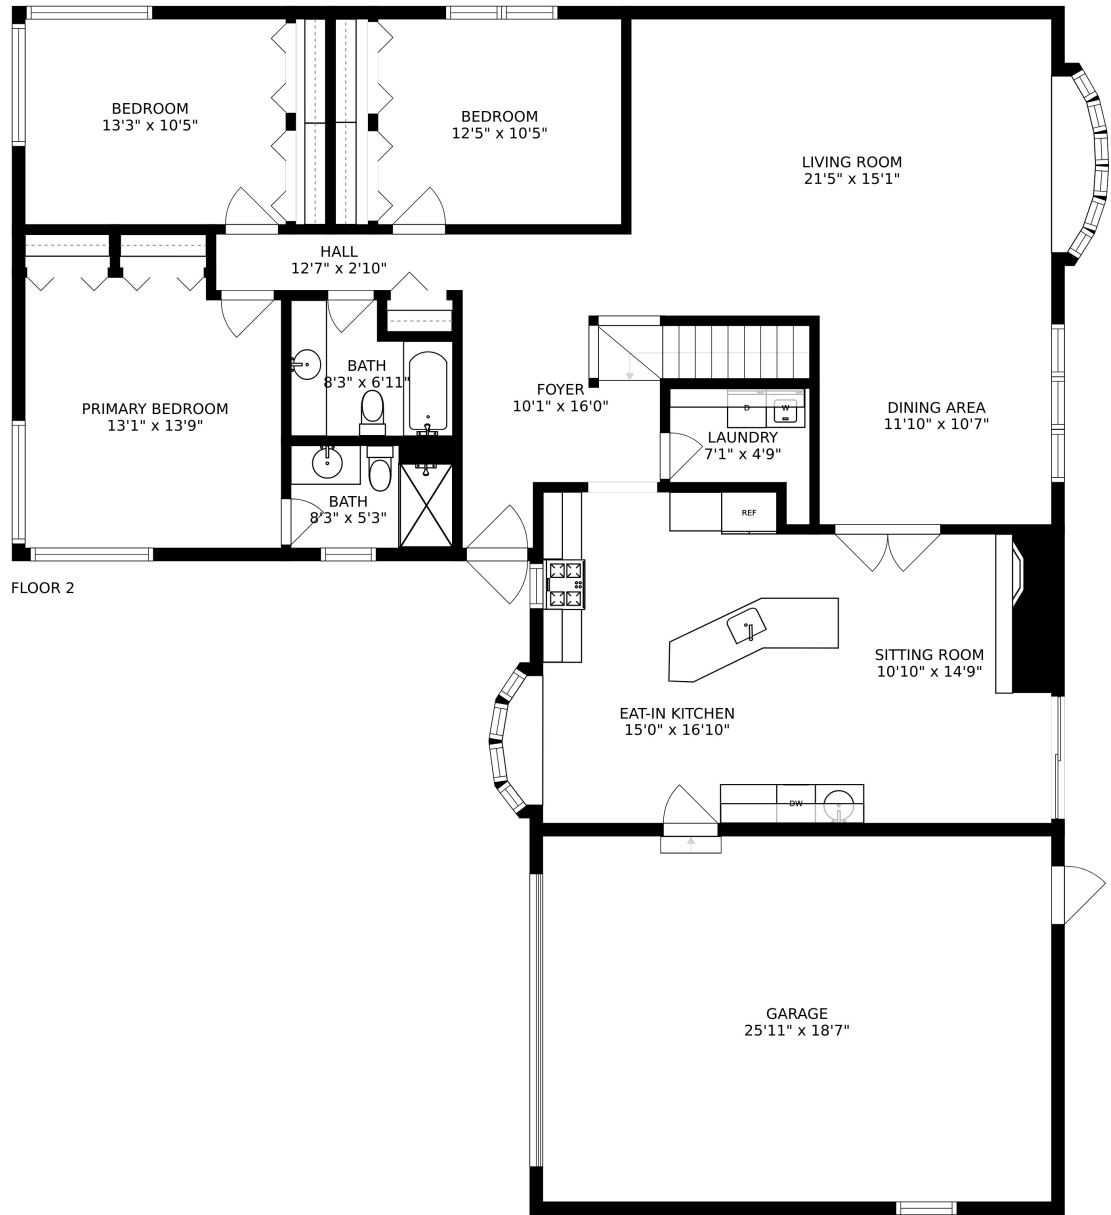 BEDROOM
13'3" x 10'5"
BEDROOM
12'5" x 10'5"
LIVING ROOM
21'5" x 15'1"
HALL
12'7" x 2'10"
BATH
8'3" x 6'11"
FOYER
10'1" x 16'0"
PRIMARY BEDROOM
13'1" x 13'9"
DINING AREA
11'10" x 10'7"
D
W
LAUNDRY
7'1" x 4'9"
BATH
8'3" x 5'3"
REF
FLOOR 2
SITTING ROOM
10'10" x 14'9"
EAT-IN KITCHEN
15'0" x 16'10"
DW
GARAGE
25'11" x 18'7"